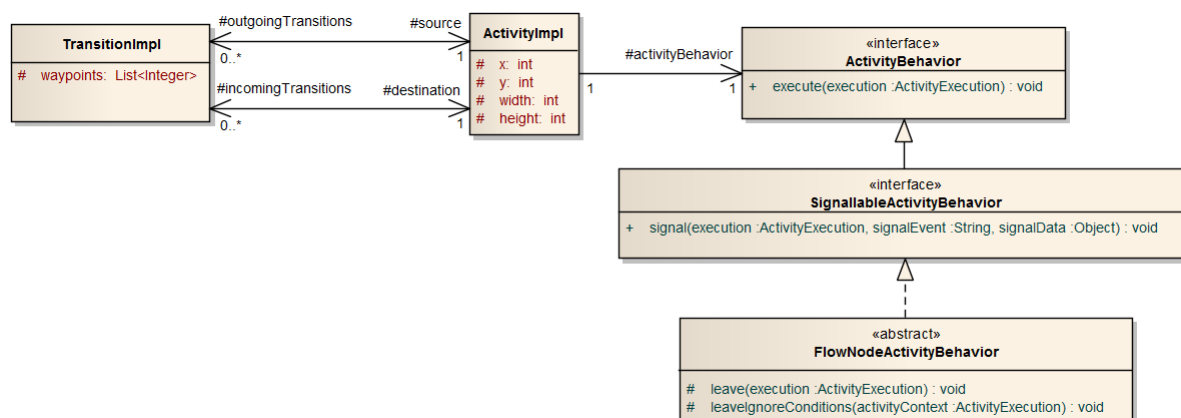 #outgoingTransitions
#source
TransitionImpl
0..*
1
ActivityImpl
# waypoints: List<Integer>
#incomingTransitions
#destination
0..*
1
# x: int
# y: int
# width: int
# height: int
#activityBehavior
1
1
«interface»
ActivityBehavior
+ execute(execution :ActivityExecution) : void
«interface»
SignallableActivityBehavior
+ signal(execution :ActivityExecution, signalEvent :String, signalData :Object) : void
«abstract»
FlowNodeActivityBehavior
# leave(execution :ActivityExecution) : void
# leaveIgnoreConditions(activityContext :ActivityExecution) : void